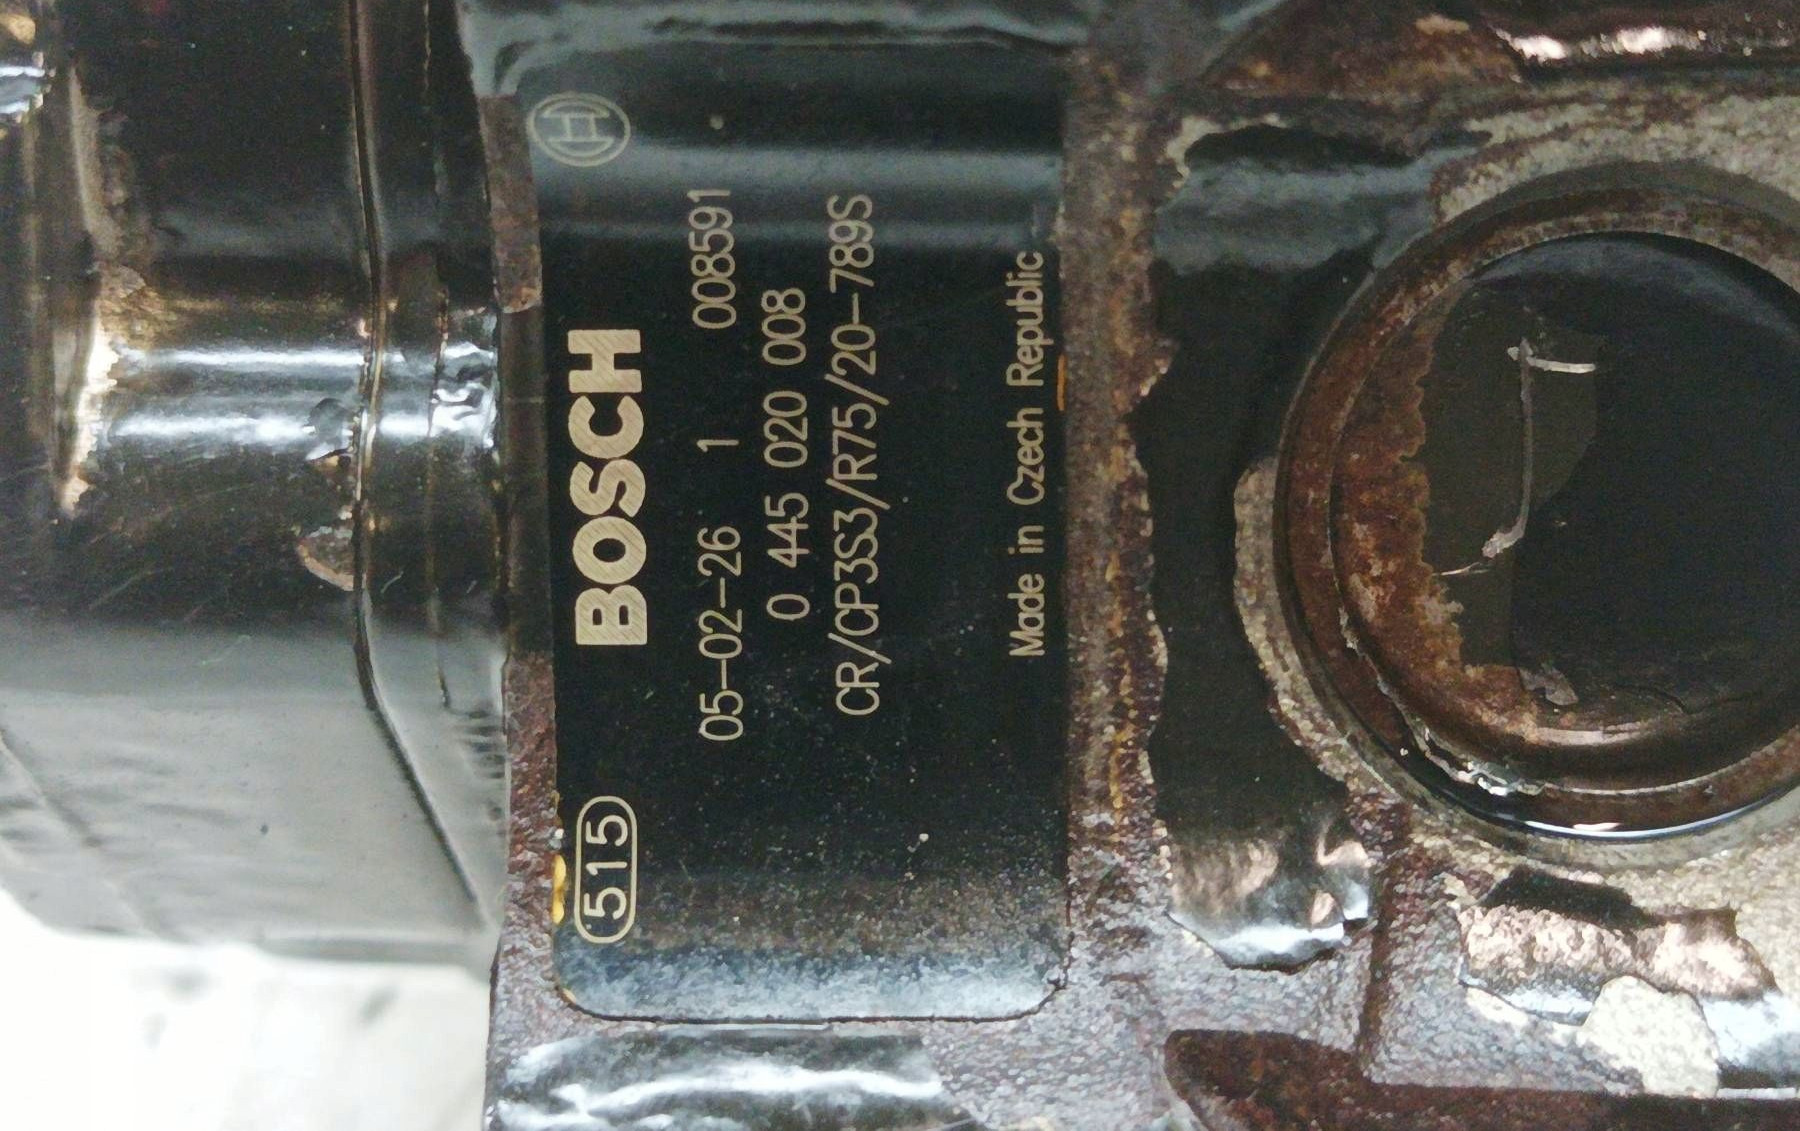 515 BOSCH
05-02-26 1 008591
0 445 020 008
CR/CP3S3/R75/20-789S
Made in Czech Republic